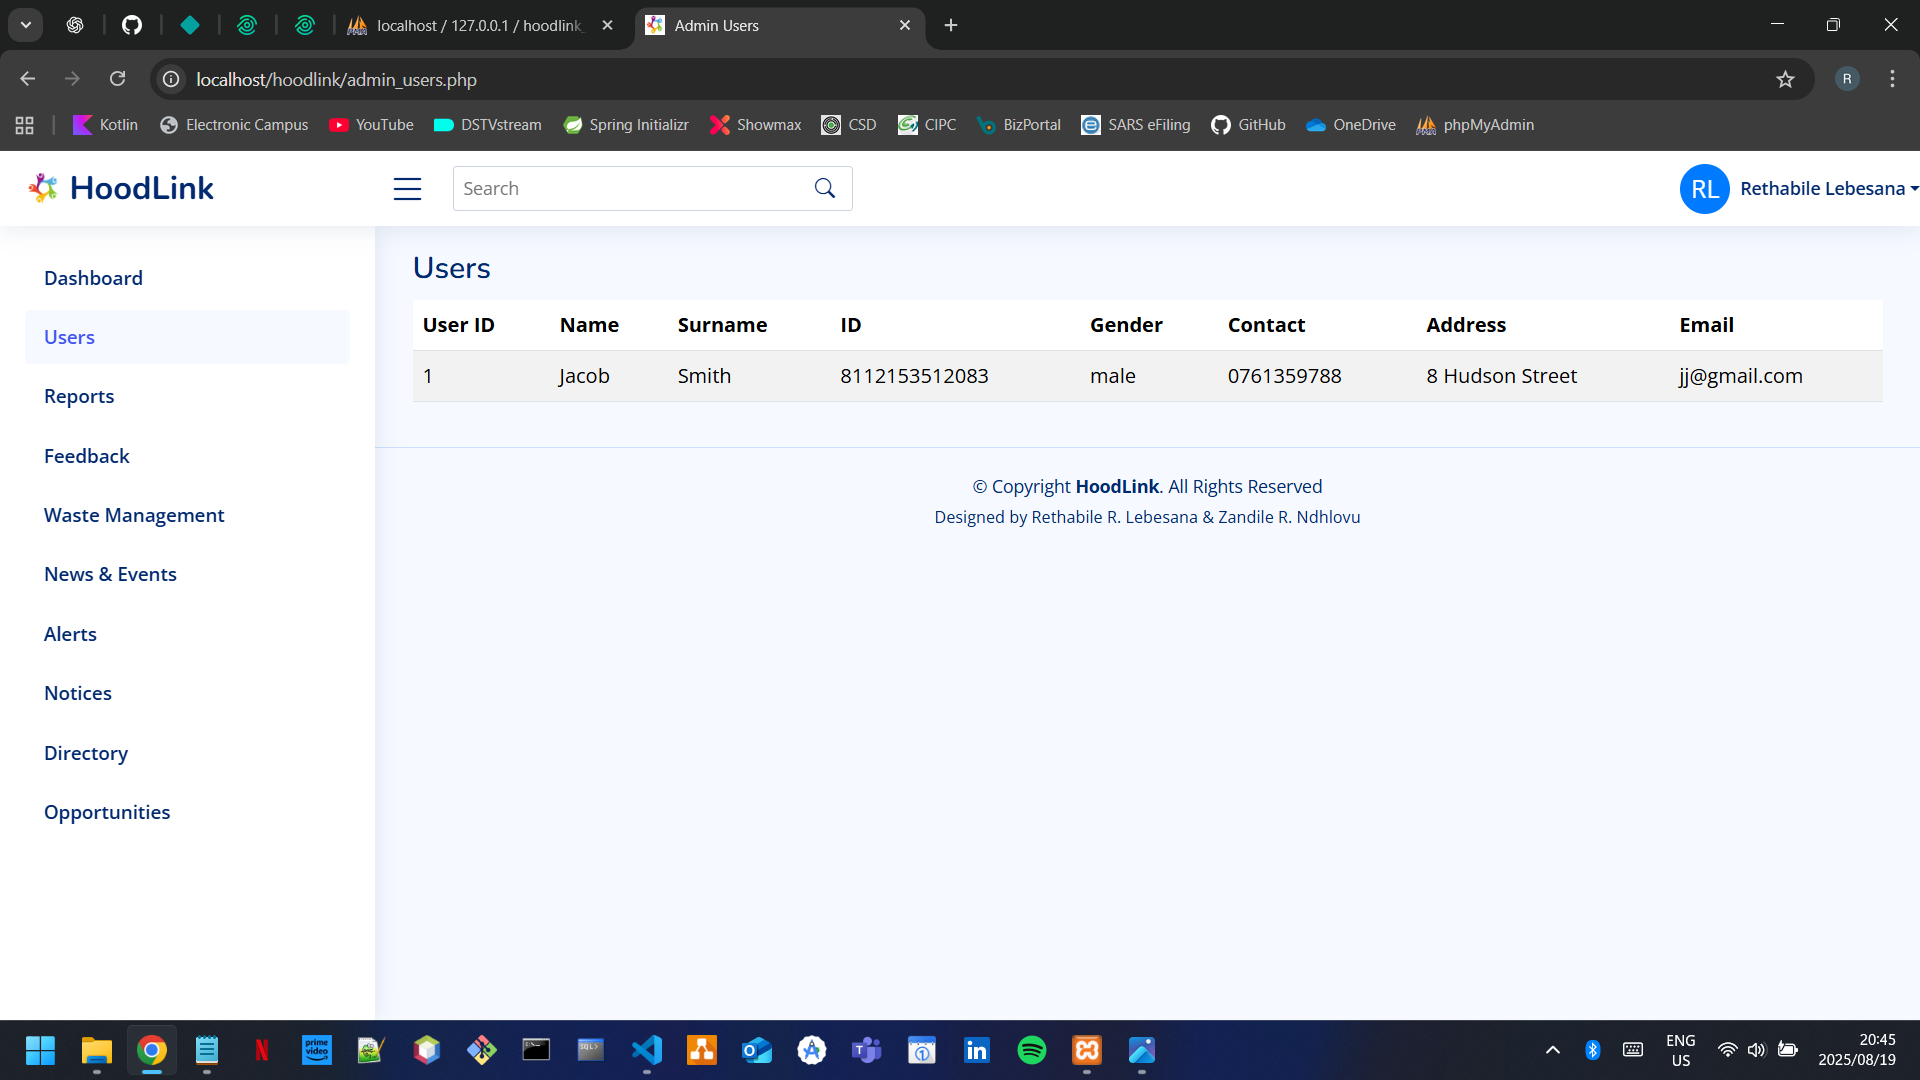 localhost / 127.0.0.1 / hoodlink_
Admin Users
localhost/hoodlink/admin_users.php
R
Kotlin
Electronic Campus
YouTube
DSTVstream
Spring Initializr
Showmax
CSD
CIPC
BizPortal
SARS eFiling
GitHub
OneDrive
phpMyAdmin
HoodLink
Search
RL
Rethabile Lebesana
Dashboard
Users
Reports
Feedback
Waste Management
News & Events
Alerts
Notices
Directory
Opportunities
Users
User ID Name Surname ID Gender Contact Address Email
1 Jacob Smith 8112153512083 male 0761359788 8 Hudson Street jj@gmail.com
© Copyright HoodLink. All Rights Reserved
Designed by Rethabile R. Lebesana & Zandile R. Ndhlovu
prime video
ENG
US
20:45
2025/08/19